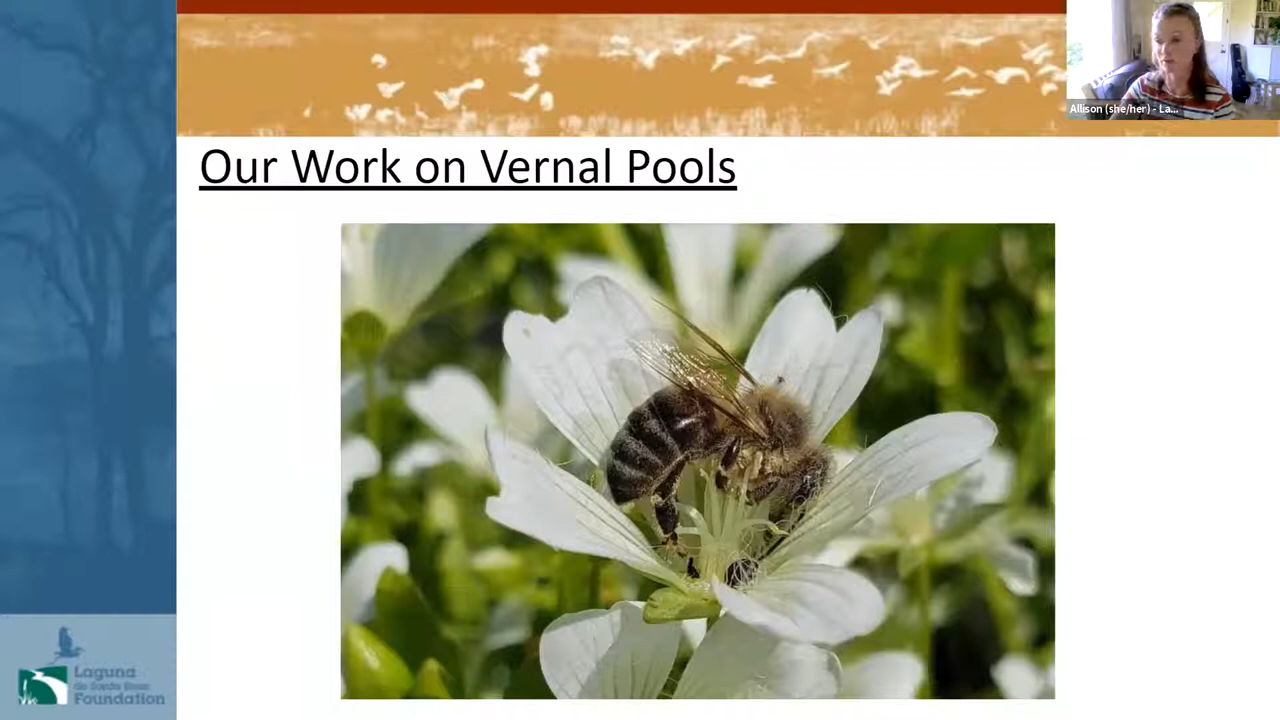 Allison (she/her) - La...
Our Work on Vernal Pools
Laguna
de Santa Rosa
Foundation